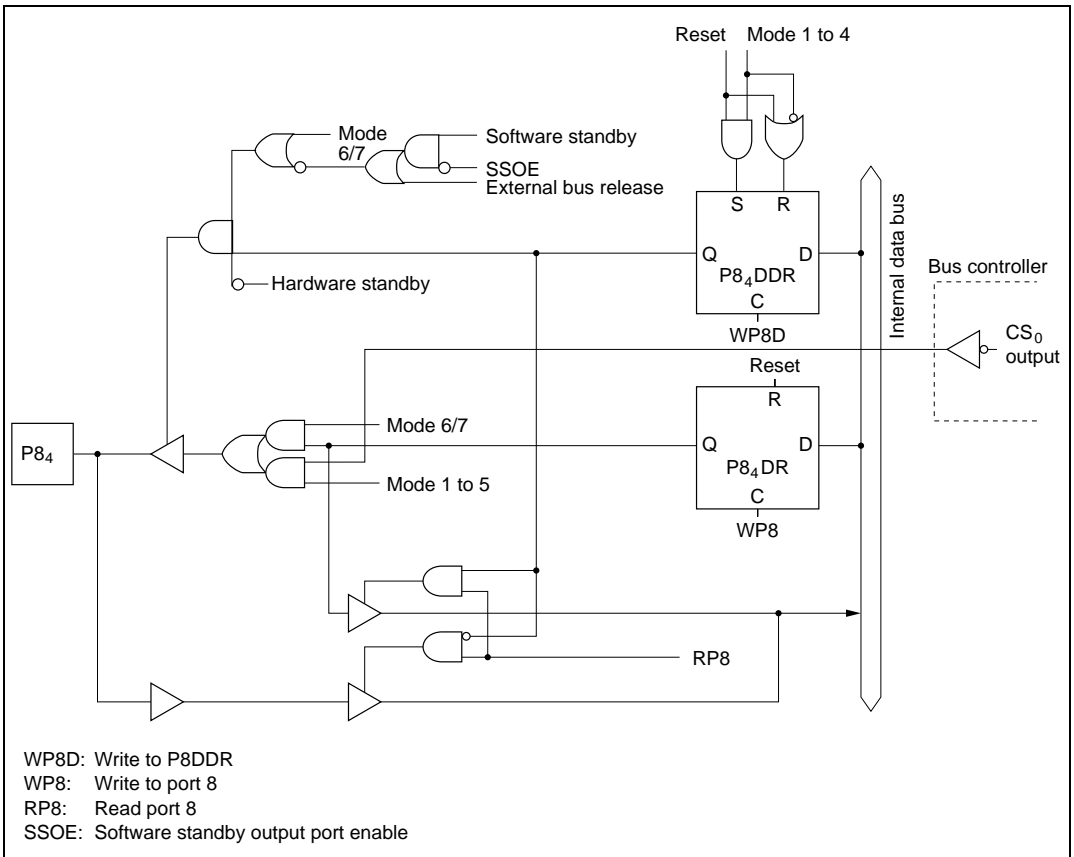 Reset Mode 1 to 4
Mode
6/7
Software standby
SSOE
External bus release
S R
Q D
P8₄DDR
C
WP8D
Hardware standby
Internal data bus
Bus controller
CS₀
output
Reset
R
Q D
P8₄DR
C
WP8
Mode 6/7
P8₄
Mode 1 to 5
RP8
WP8D: Write to P8DDR
WP8: Write to port 8
RP8: Read port 8
SSOE: Software standby output port enable